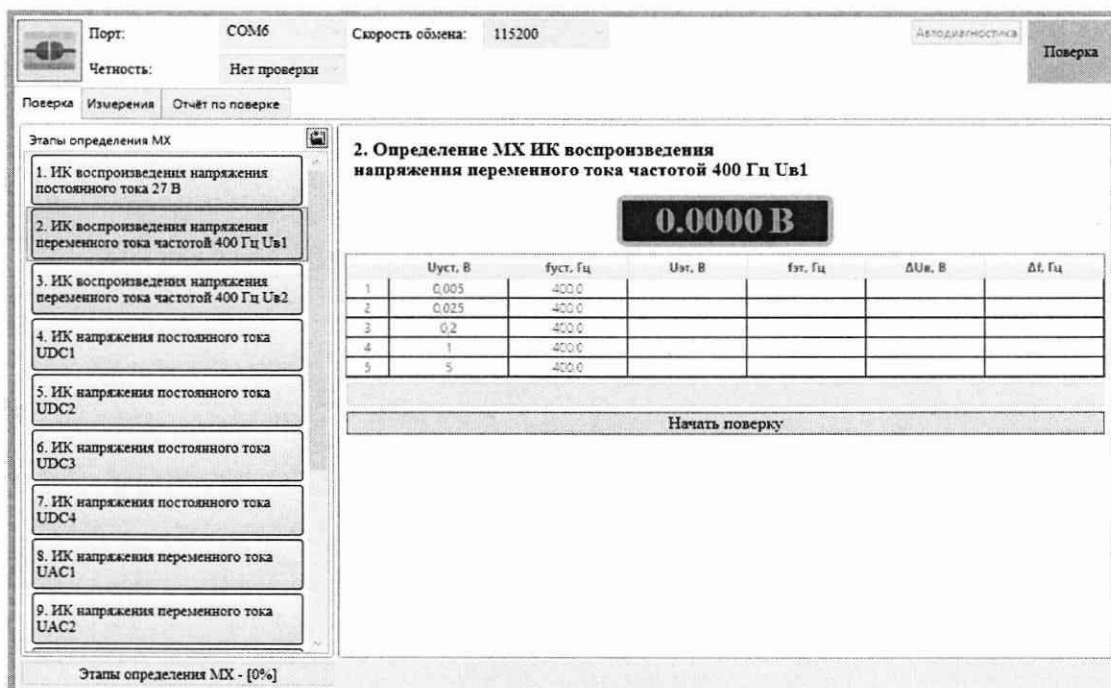 Порт: COM6 Скорость обмена: 115200 Автодиагностика
Поверка
Четность: Нет проверки
Поверка Измерения Отчёт по поверке
Этапы определения МХ
1. ИК воспроизведения напряжения
постоянного тока 27 В
2. ИК воспроизведения напряжения
переменного тока частотой 400 Гц Uв1
3. ИК воспроизведения напряжения
переменного тока частотой 400 Гц Uв2
4. ИК напряжения постоянного тока
UDC1
5. ИК напряжения постоянного тока
UDC2
6. ИК напряжения постоянного тока
UDC3
7. ИК напряжения постоянного тока
UDC4
8. ИК напряжения переменного тока
UAC1
9. ИК напряжения переменного тока
UAC2
Этапы определения МХ - [0%]
2. Определение МХ ИК воспроизведения
напряжения переменного тока частотой 400 Гц Uв1
0.0000 В
Uуст, В fуст, Гц Uэт, В fэт, Гц ΔUв, В Δf, Гц
1 0,005 400.0
2 0,025 400.0
3 0,2 400.0
4 1 400.0
5 5 400.0
Начать поверку